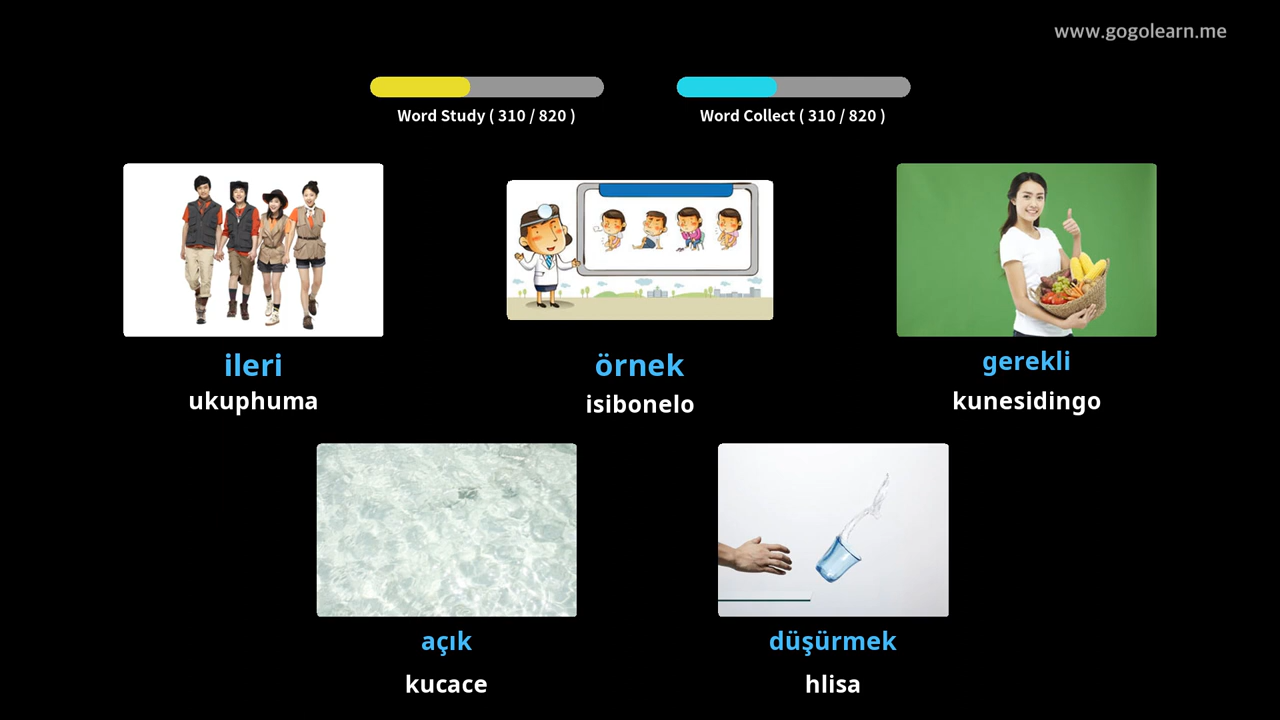 www.gogolearn.me
Word Study ( 310 / 820 )
Word Collect ( 310 / 820 )
ileri
ukuphuma
örnek
isibonelo
gerekli
kunesidingo
açık
kucace
düşürmek
hlisa